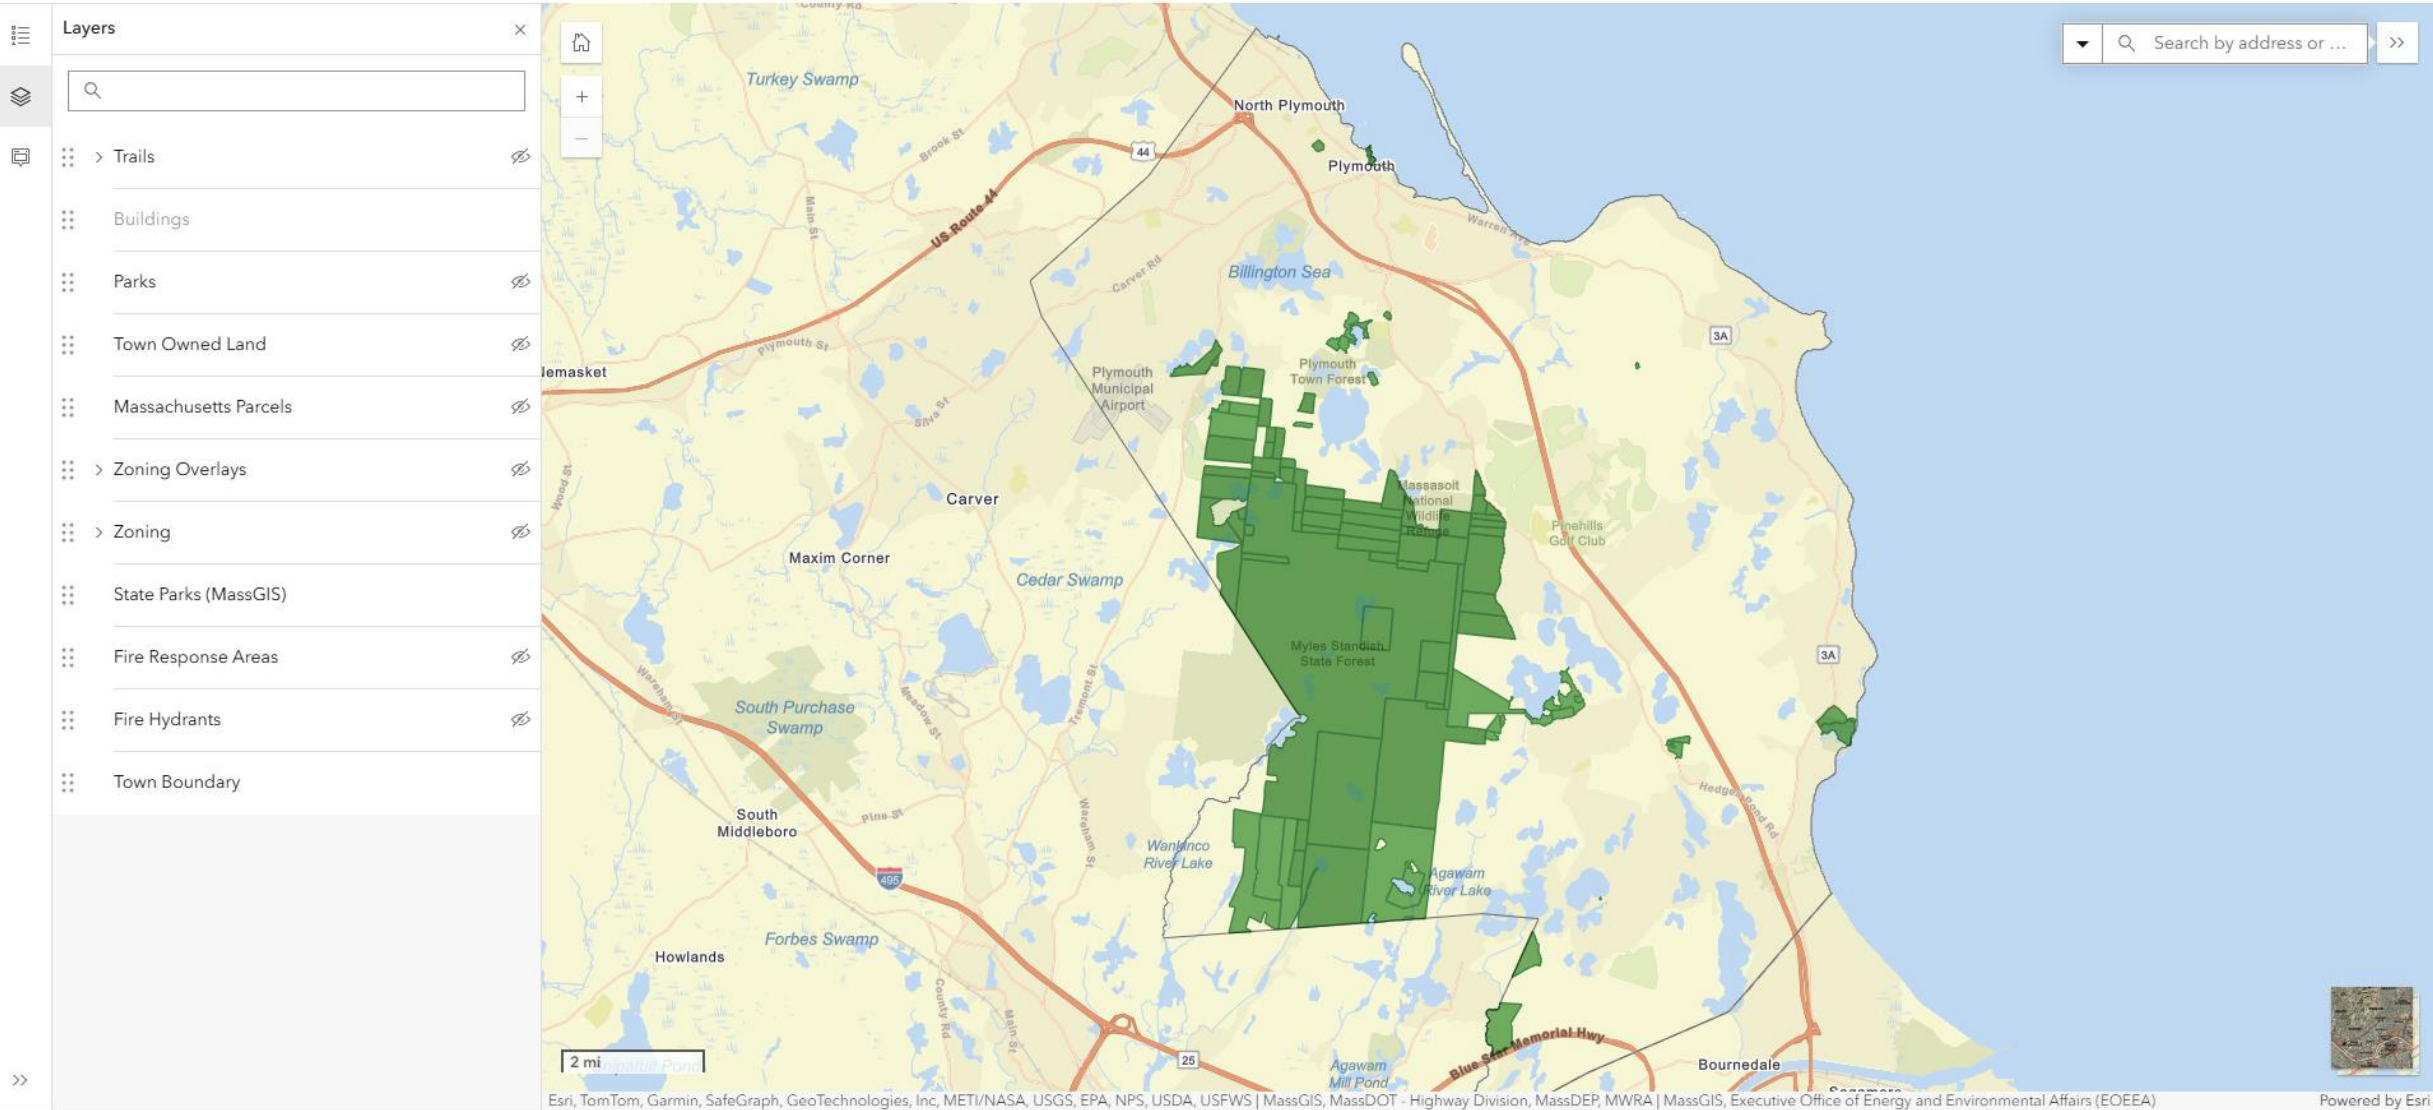 Layers
Trails
Buildings
Parks
Town Owned Land
Massachusetts Parcels
Zoning Overlays
Zoning
State Parks (MassGIS)
Fire Response Areas
Fire Hydrants
Town Boundary
Search by address or ...
County Rd
Turkey Swamp
North Plymouth
Brook St
44
Plymouth
Main St
US Route 44
Warren Ave
Carver Rd
Billington Sea
3A
Plymouth St
Plymouth
Municipal
Airport
Plymouth
Town Forest
Silva St
Wood St
Carver
Massasoit
National
Wildlife
Refuge
Pinehills
Golf Club
Maxim Corner
Cedar Swamp
Myles Standish
State Forest
3A
Wareham St
Meadow St
Tremont St
South Purchase
Swamp
Hedges Pond Rd
South
Middleboro
Pine St
Wareham St
Wankinco
River Lake
495
Agawam
River Lake
Forbes Swamp
Howlands
County Rd
Main St
Blue Star Memorial Hwy
2 mi
25
Agawam
Mill Pond
Bournedale
Esri, TomTom, Garmin, SafeGraph, GeoTechnologies, Inc, METI/NASA, USGS, EPA, NPS, USDA, USFWS | MassGIS, MassDOT - Highway Division, MassDEP, MWRA | MassGIS, Executive Office of Energy and Environmental Affairs (EOEEA)
Powered by Esri